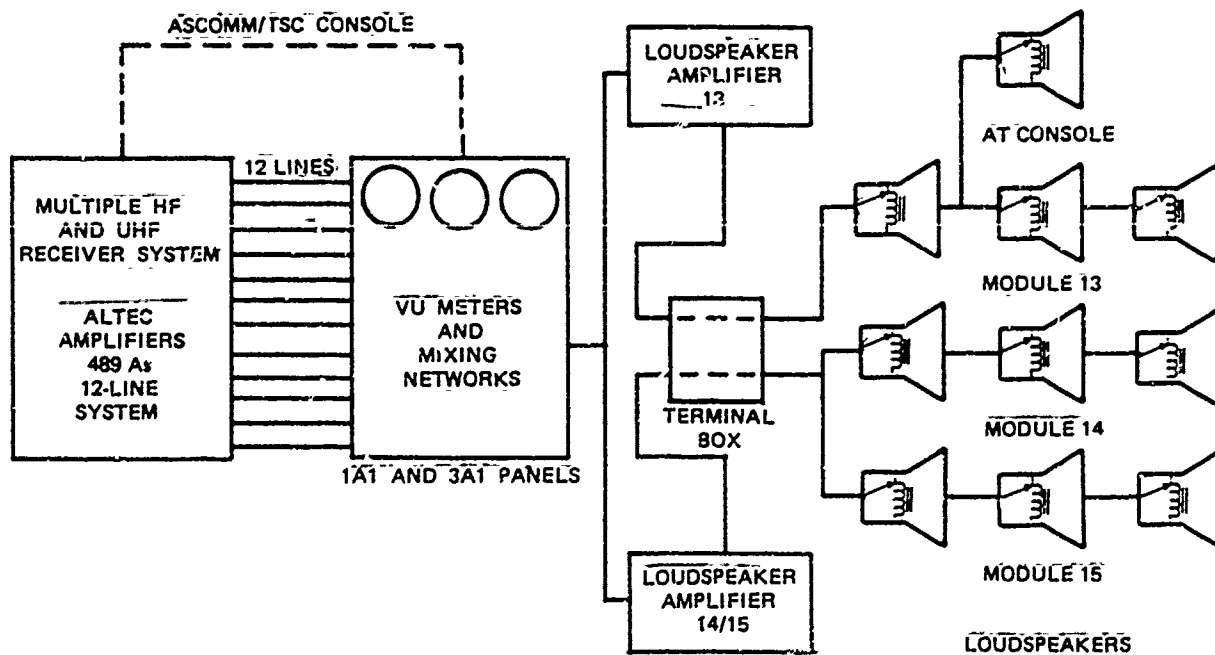 ASCOMM/TSC CONSOLE
12 LINES
MULTIPLE HF
AND UHF
RECEIVER SYSTEM
ALTEC
AMPLIFIERS
489 As
12-LINE
SYSTEM
VU METERS
AND
MIXING
NETWORKS
1A1 AND 3A1 PANELS
LOUDSPEAKER
AMPLIFIER
13
TERMINAL
BOX
LOUDSPEAKER
AMPLIFIER
14/15
AT CONSOLE
MODULE 13
MODULE 14
MODULE 15
LOUDSPEAKERS